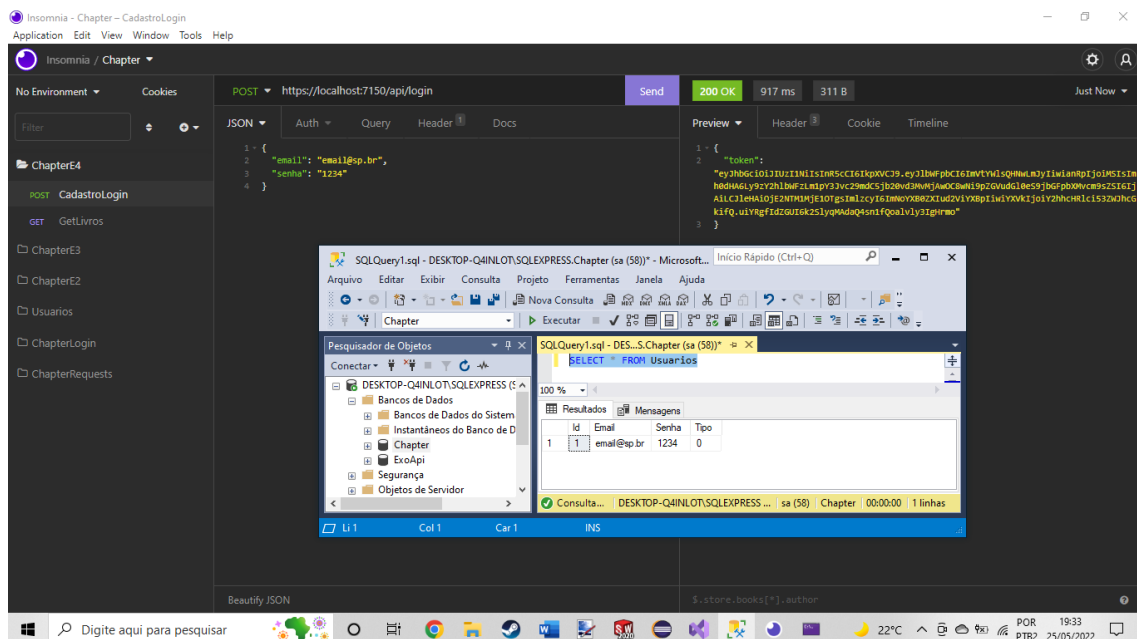 Insomnia - Chapter – CadastroLogin
Application Edit View Window Tools Help
Insomnia / Chapter
No Environment Cookies
POST https://localhost:7150/api/login Send
200 OK 917 ms 311 B Just Now
Filter
JSON Auth Query Header 1 Docs
Preview Header 3 Cookie Timeline
ChapterE4
POST CadastroLogin
GET GetLivros
ChapterE3
ChapterE2
Usuarios
ChapterLogin
ChapterRequests
1 {
2 "email": "email@sp.br",
3 "senha": "1234"
4 }
1 {
2 "token":
3 }
SQLQuery1.sql - DESKTOP-Q4INLOT\SQLEXPRESS.Chapter (sa (58))* - Microsoft...
Início Rápido (Ctrl+Q)
Arquivo Editar Exibir Consulta Projeto Ferramentas Janela Ajuda
Nova Consulta
Chapter Executar
Pesquisador de Objetos
Conectar
DESKTOP-Q4INLOT\SQLEXPRESS (S
Bancos de Dados
Bancos de Dados do Sistem
Instantâneos do Banco de D
Chapter
ExoApi
Segurança
Objetos de Servidor
SQLQuery1.sql - DES...S.Chapter (sa (58))*
SELECT * FROM Usuarios
100 %
Resultados Mensagens
Id Email Senha Tipo
1 1 email@sp.br 1234 0
Consulta... DESKTOP-Q4INLOT\SQLEXPRESS ... sa (58) Chapter 00:00:00 1 linhas
Li 1 Col 1 Car 1 INS
Beautify JSON
$.store.books[*].author
Digite aqui para pesquisar
22°C
POR
PTB2
19:33
25/05/2022